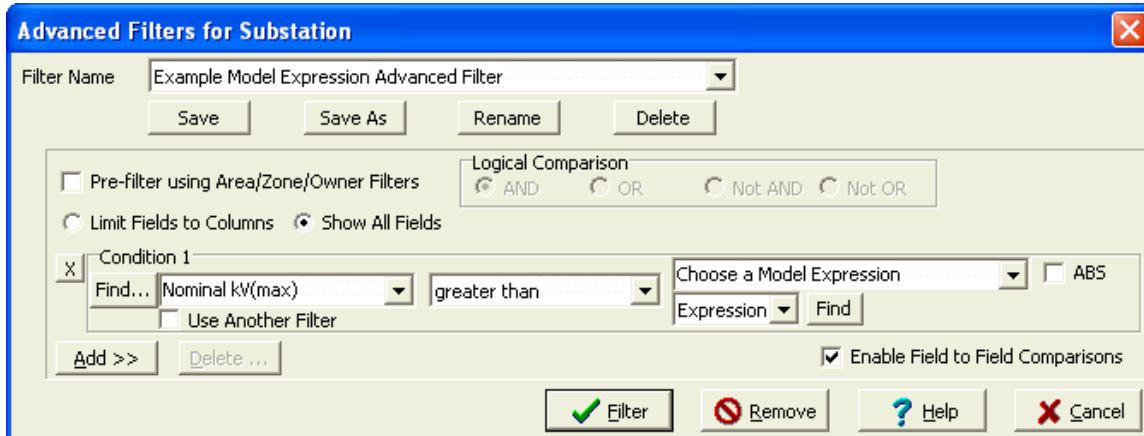 Advanced Filters for Substation
Filter Name Example Model Expression Advanced Filter
Save Save As Rename Delete
Pre-filter using Area/Zone/Owner Filters
Logical Comparison
AND OR Not AND Not OR
Limit Fields to Columns Show All Fields
X Condition 1
Find... Nominal kV(max) greater than Choose a Model Expression ABS
Use Another Filter Expression Find
Add >> Delete ... Enable Field to Field Comparisons
Filter Remove ? Help Cancel